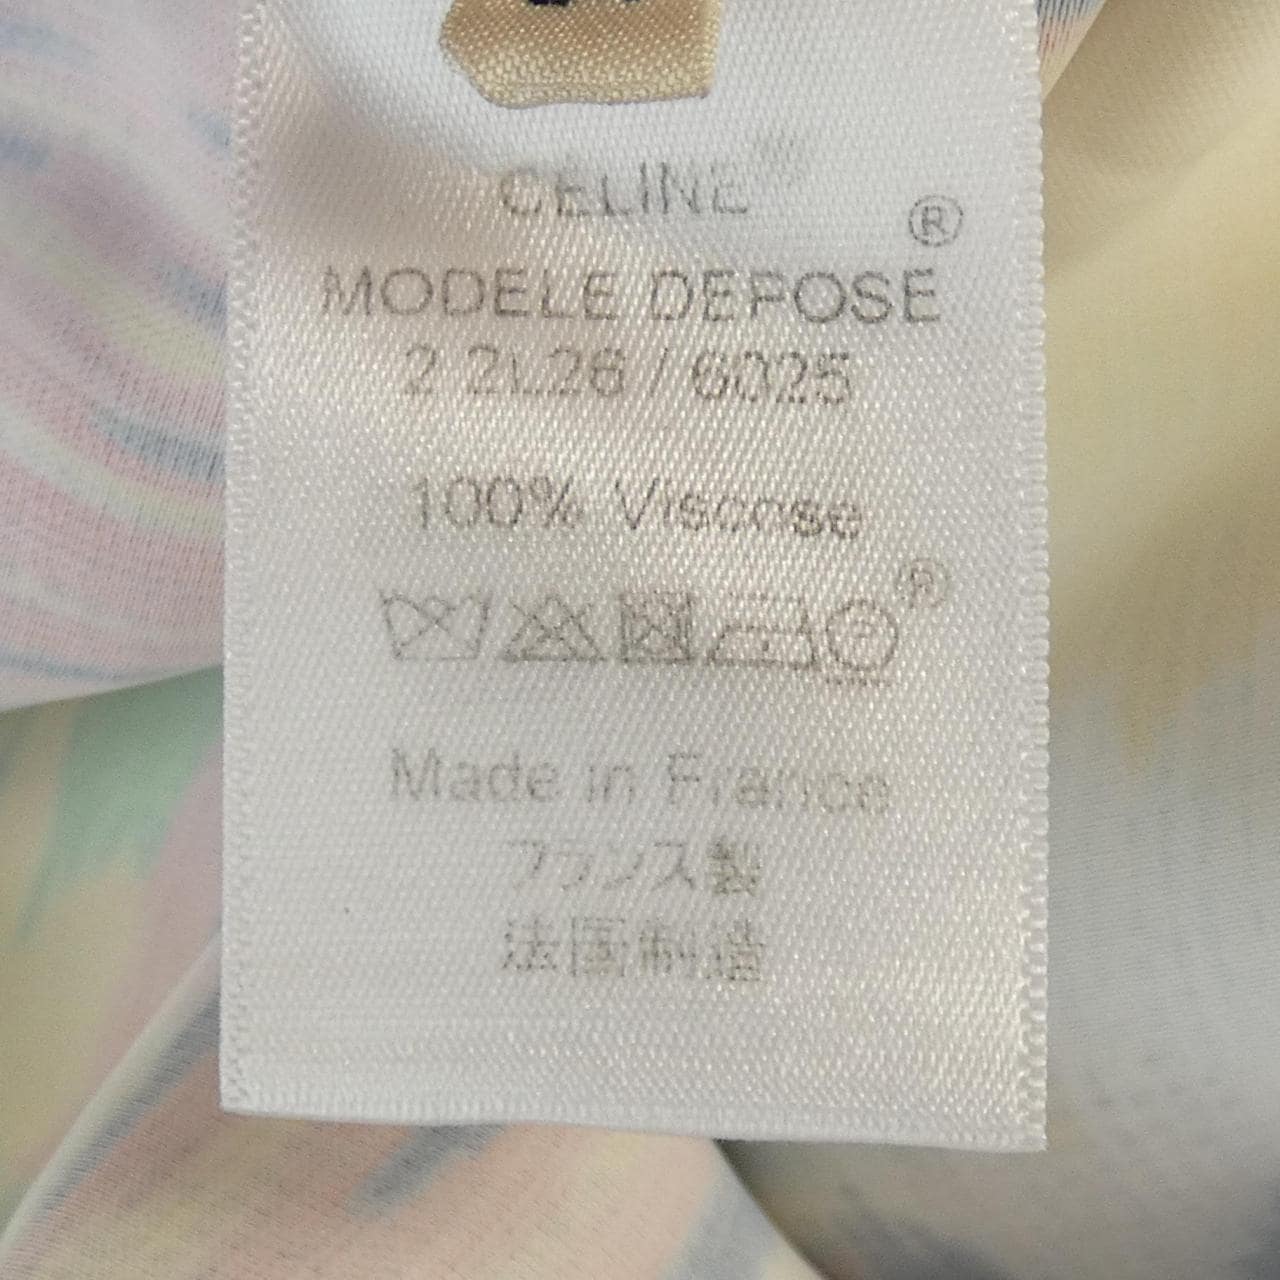 CELINE
®
MODELE DEPOSE
2 2L26 / 6025
100% Viscose
®
P
Made in France
フランス製
法国制造